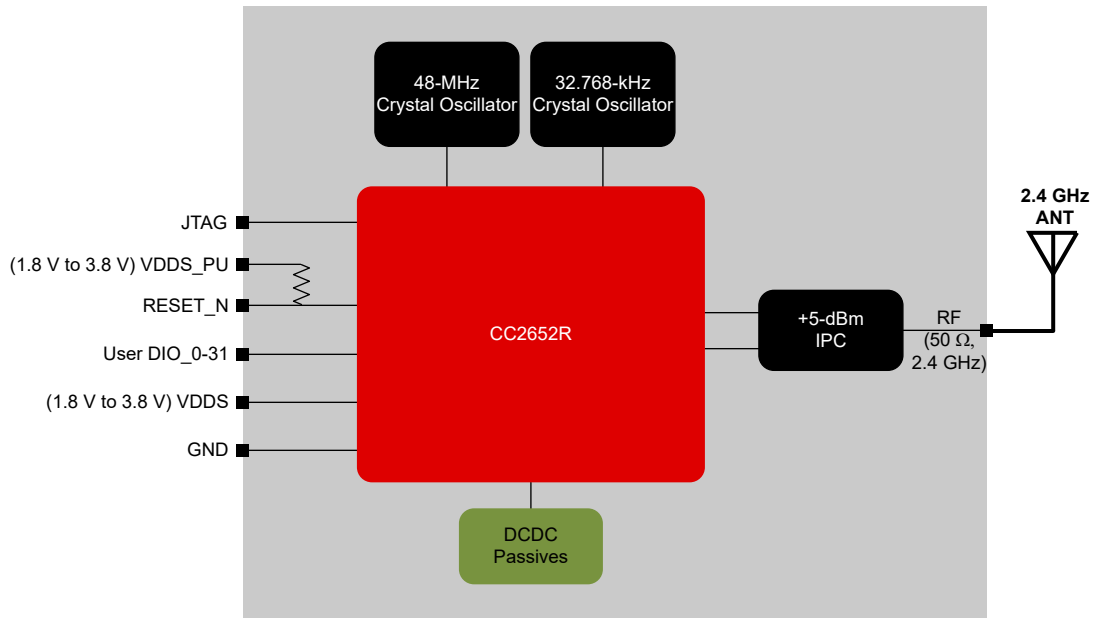 48-MHz
Crystal Oscillator
32.768-kHz
Crystal Oscillator
2.4 GHz
ANT
JTAG
(1.8 V to 3.8 V) VDDS_PU
RESET_N
User DIO_0-31
(1.8 V to 3.8 V) VDDS
GND
CC2652R
+5-dBm
IPC
RF
(50 Ω,
2.4 GHz)
DCDC
Passives